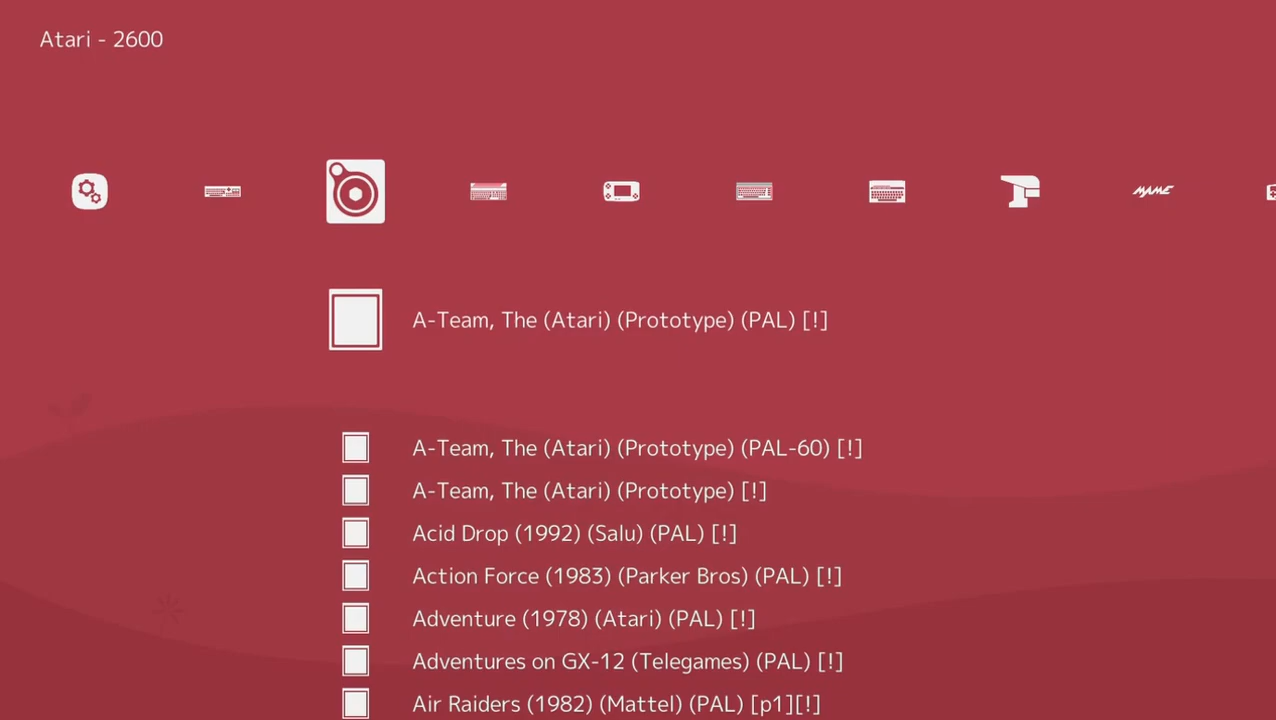 Atari - 2600
MAME
A-Team, The (Atari) (Prototype) (PAL) [!]
A-Team, The (Atari) (Prototype) (PAL-60) [!]
A-Team, The (Atari) (Prototype) [!]
Acid Drop (1992) (Salu) (PAL) [!]
Action Force (1983) (Parker Bros) (PAL) [!]
Adventure (1978) (Atari) (PAL) [!]
Adventures on GX-12 (Telegames) (PAL) [!]
Air Raiders (1982) (Mattel) (PAL) [p1][!]